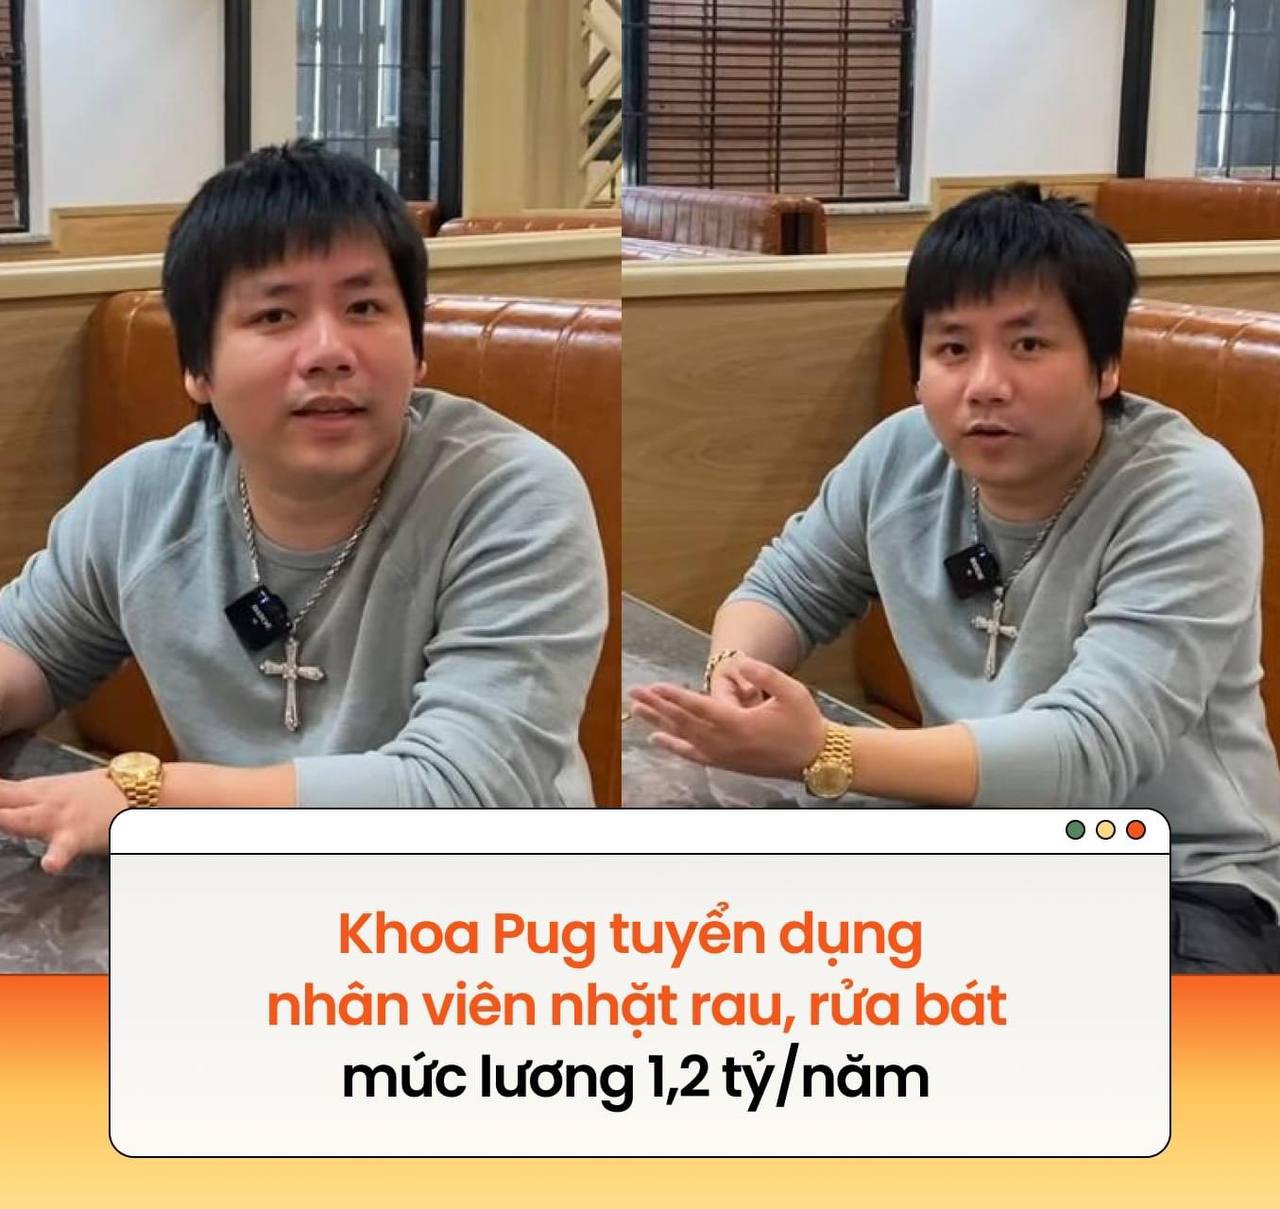 Khoa Pug tuyển dụng
nhân viên nhặt rau, rửa bát
mức lương 1,2 tỷ/năm